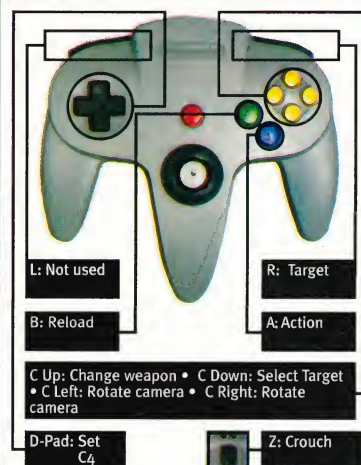 L: Not used
R: Target
B: Reload
A: Action
C Up: Change weapon • C Down: Select Target
• C Left: Rotate camera • C Right: Rotate
camera
D-Pad: Set
C4
Z: Crouch